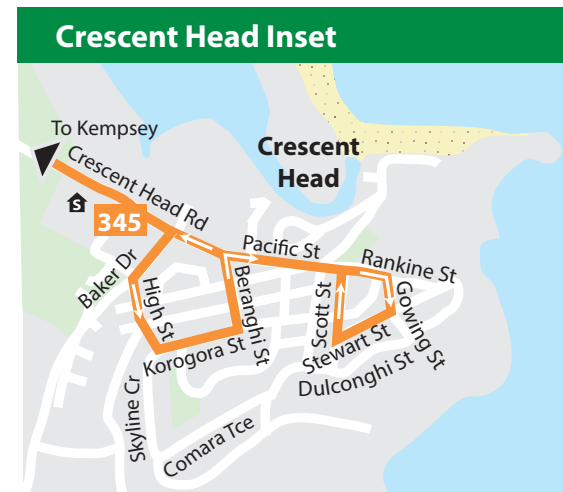 Crescent Head Inset
To Kempsey
Crescent Head Rd
Crescent
Head
S
345
Pacific St
Rankine St
Baker Dr
High St
Beranghi St
Scott St
Gowing St
Korogora St
Stewart St
Dulconghi St
Skyline Cr
Comara Tce